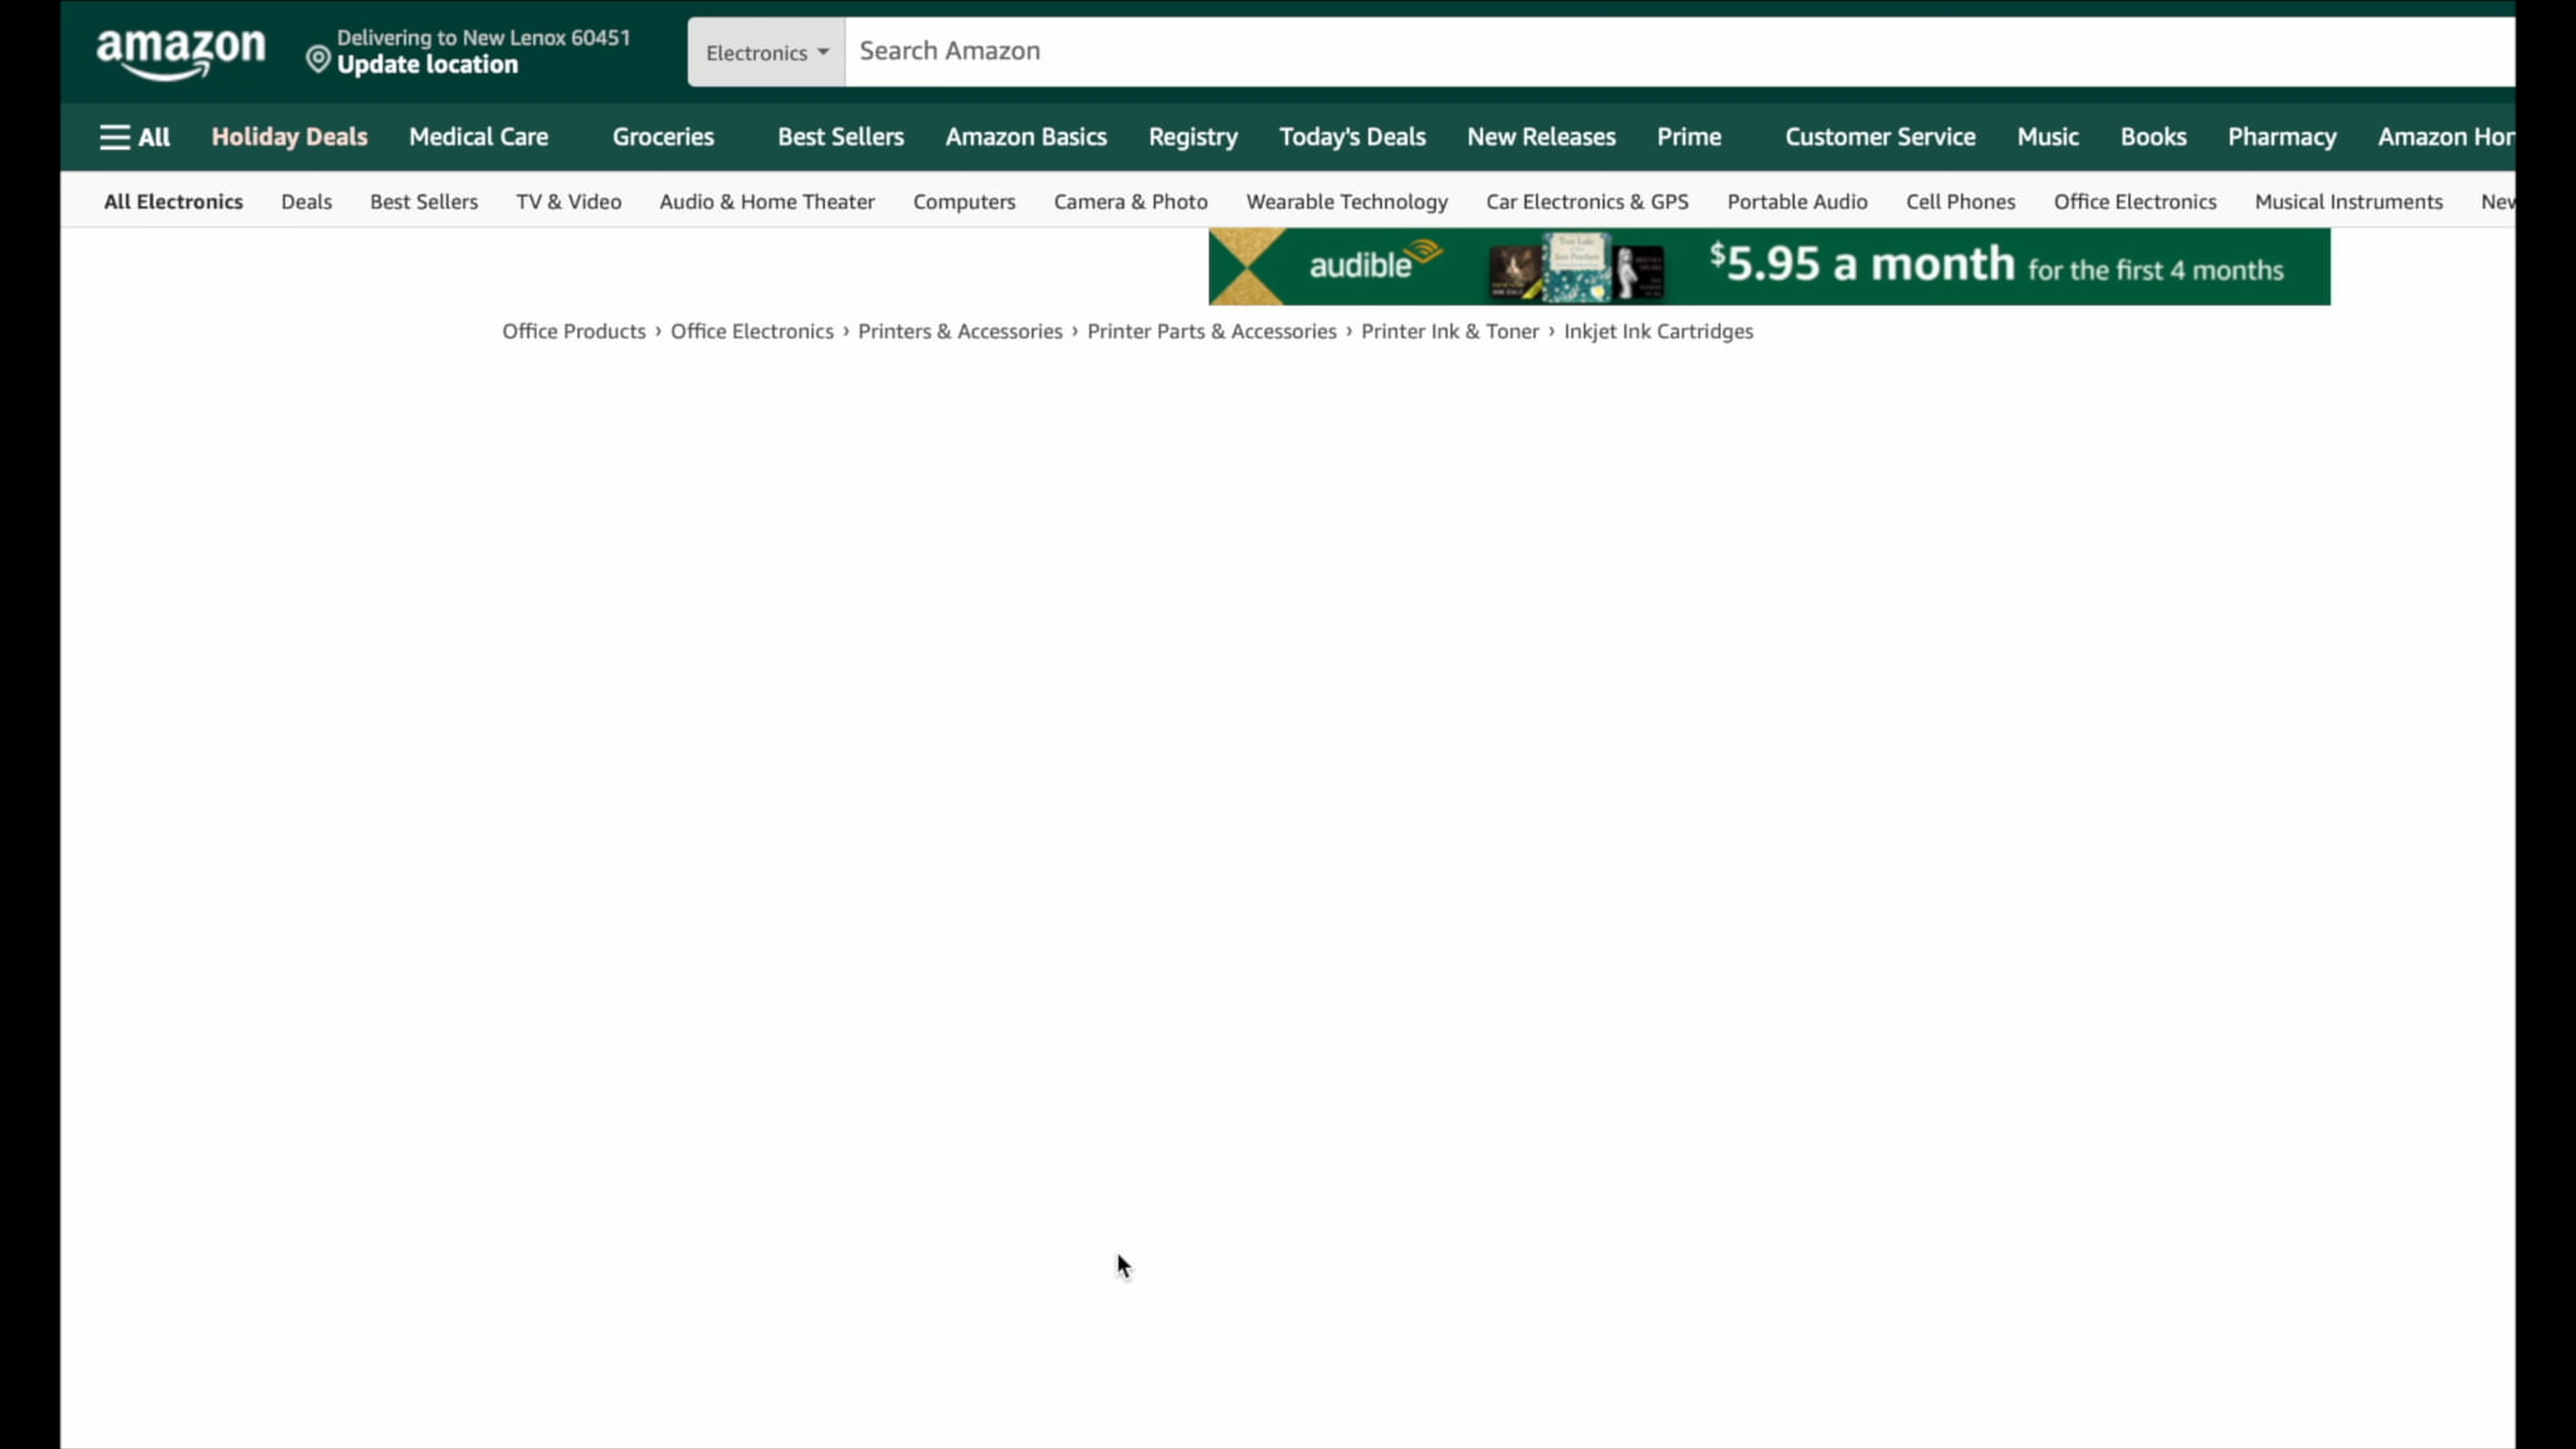 amazon
Delivering to New Lenox 60451
Update location
Electronics
Search Amazon
All Holiday Deals Medical Care Groceries Best Sellers Amazon Basics Registry Today's Deals New Releases Prime Customer Service Music Books Pharmacy Amazon
All Electronics Deals Best Sellers TV & Video Audio & Home Theater Computers Camera & Photo Wearable Technology Car Electronics & GPS Portable Audio Cell Phones Office Electronics Musical Instruments
audible $5.95 a month for the first 4 months
Office Products › Office Electronics › Printers & Accessories › Printer Parts & Accessories › Printer Ink & Toner › Inkjet Ink Cartridges